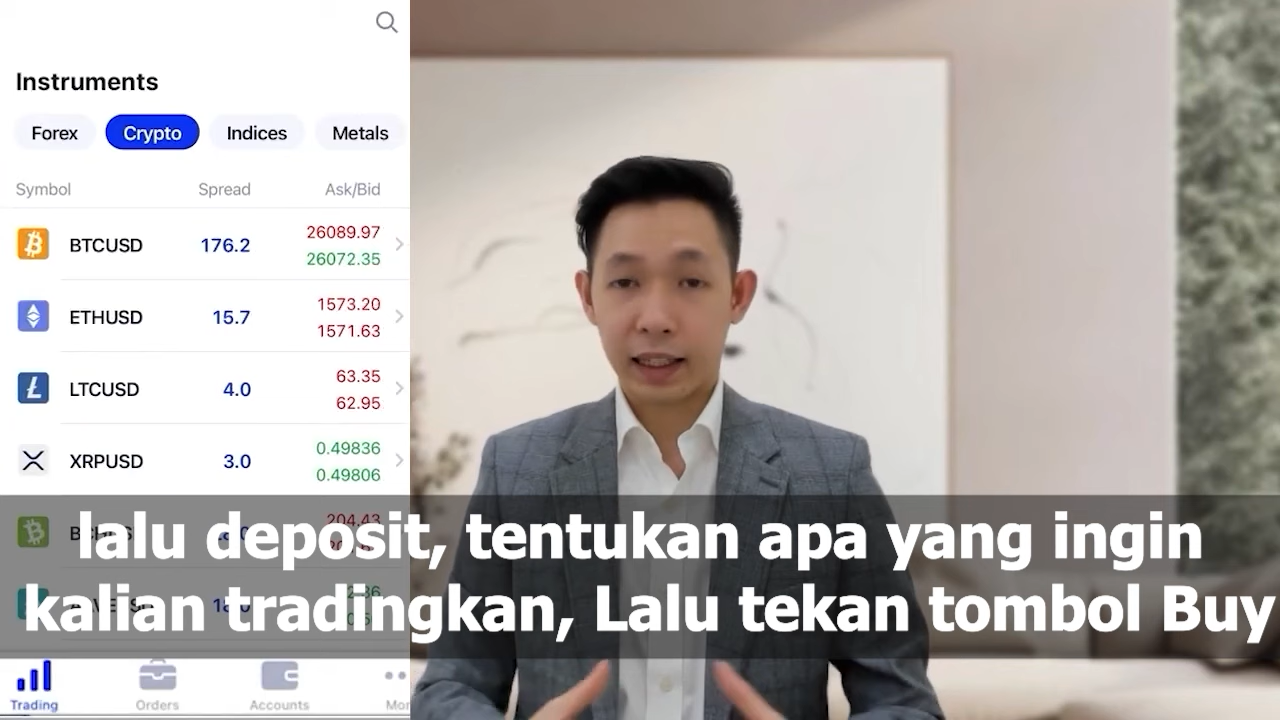 Instruments
Forex Crypto Indices Metals
Symbol Spread Ask/Bid
BTCUSD 176.2 26089.97
26072.35
ETHUSD 15.7 1573.20
1571.63
LTCUSD 4.0 63.35
62.95
XRPUSD 3.0 0.49836
0.49806
204.43
lalu deposit, tentukan apa yang ingin
kalian tradingkan, Lalu tekan tombol Buy
Trading Orders Accounts